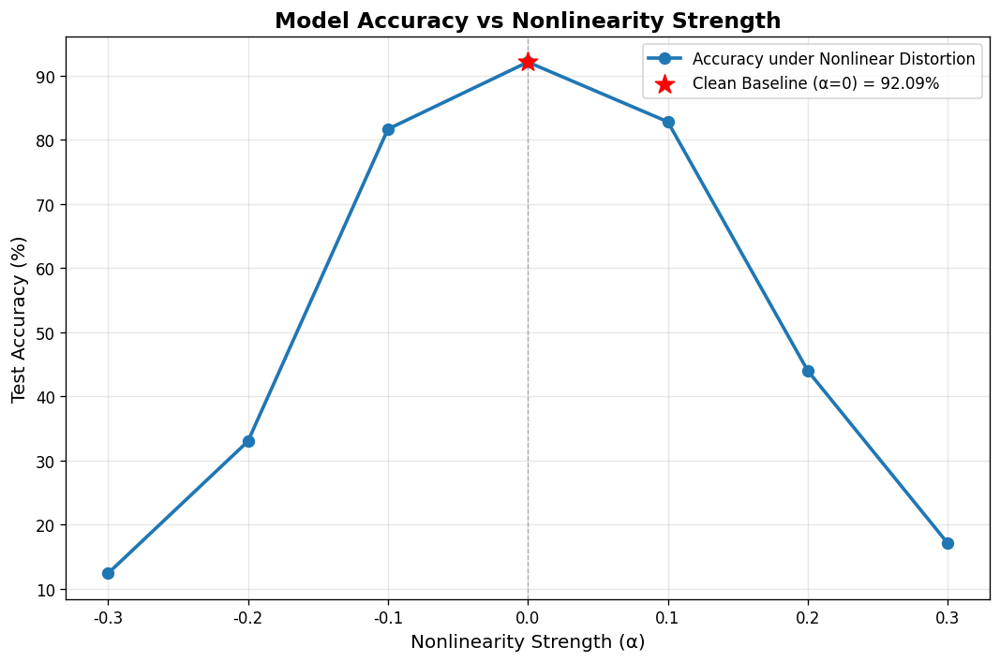 Model Accuracy vs Nonlinearity Strength
Accuracy under Nonlinear Distortion
Clean Baseline (α=0) = 92.09%
Test Accuracy (%)
90
80
70
60
50
40
30
20
10
-0.3 -0.2 -0.1 0.0 0.1 0.2 0.3
Nonlinearity Strength (α)